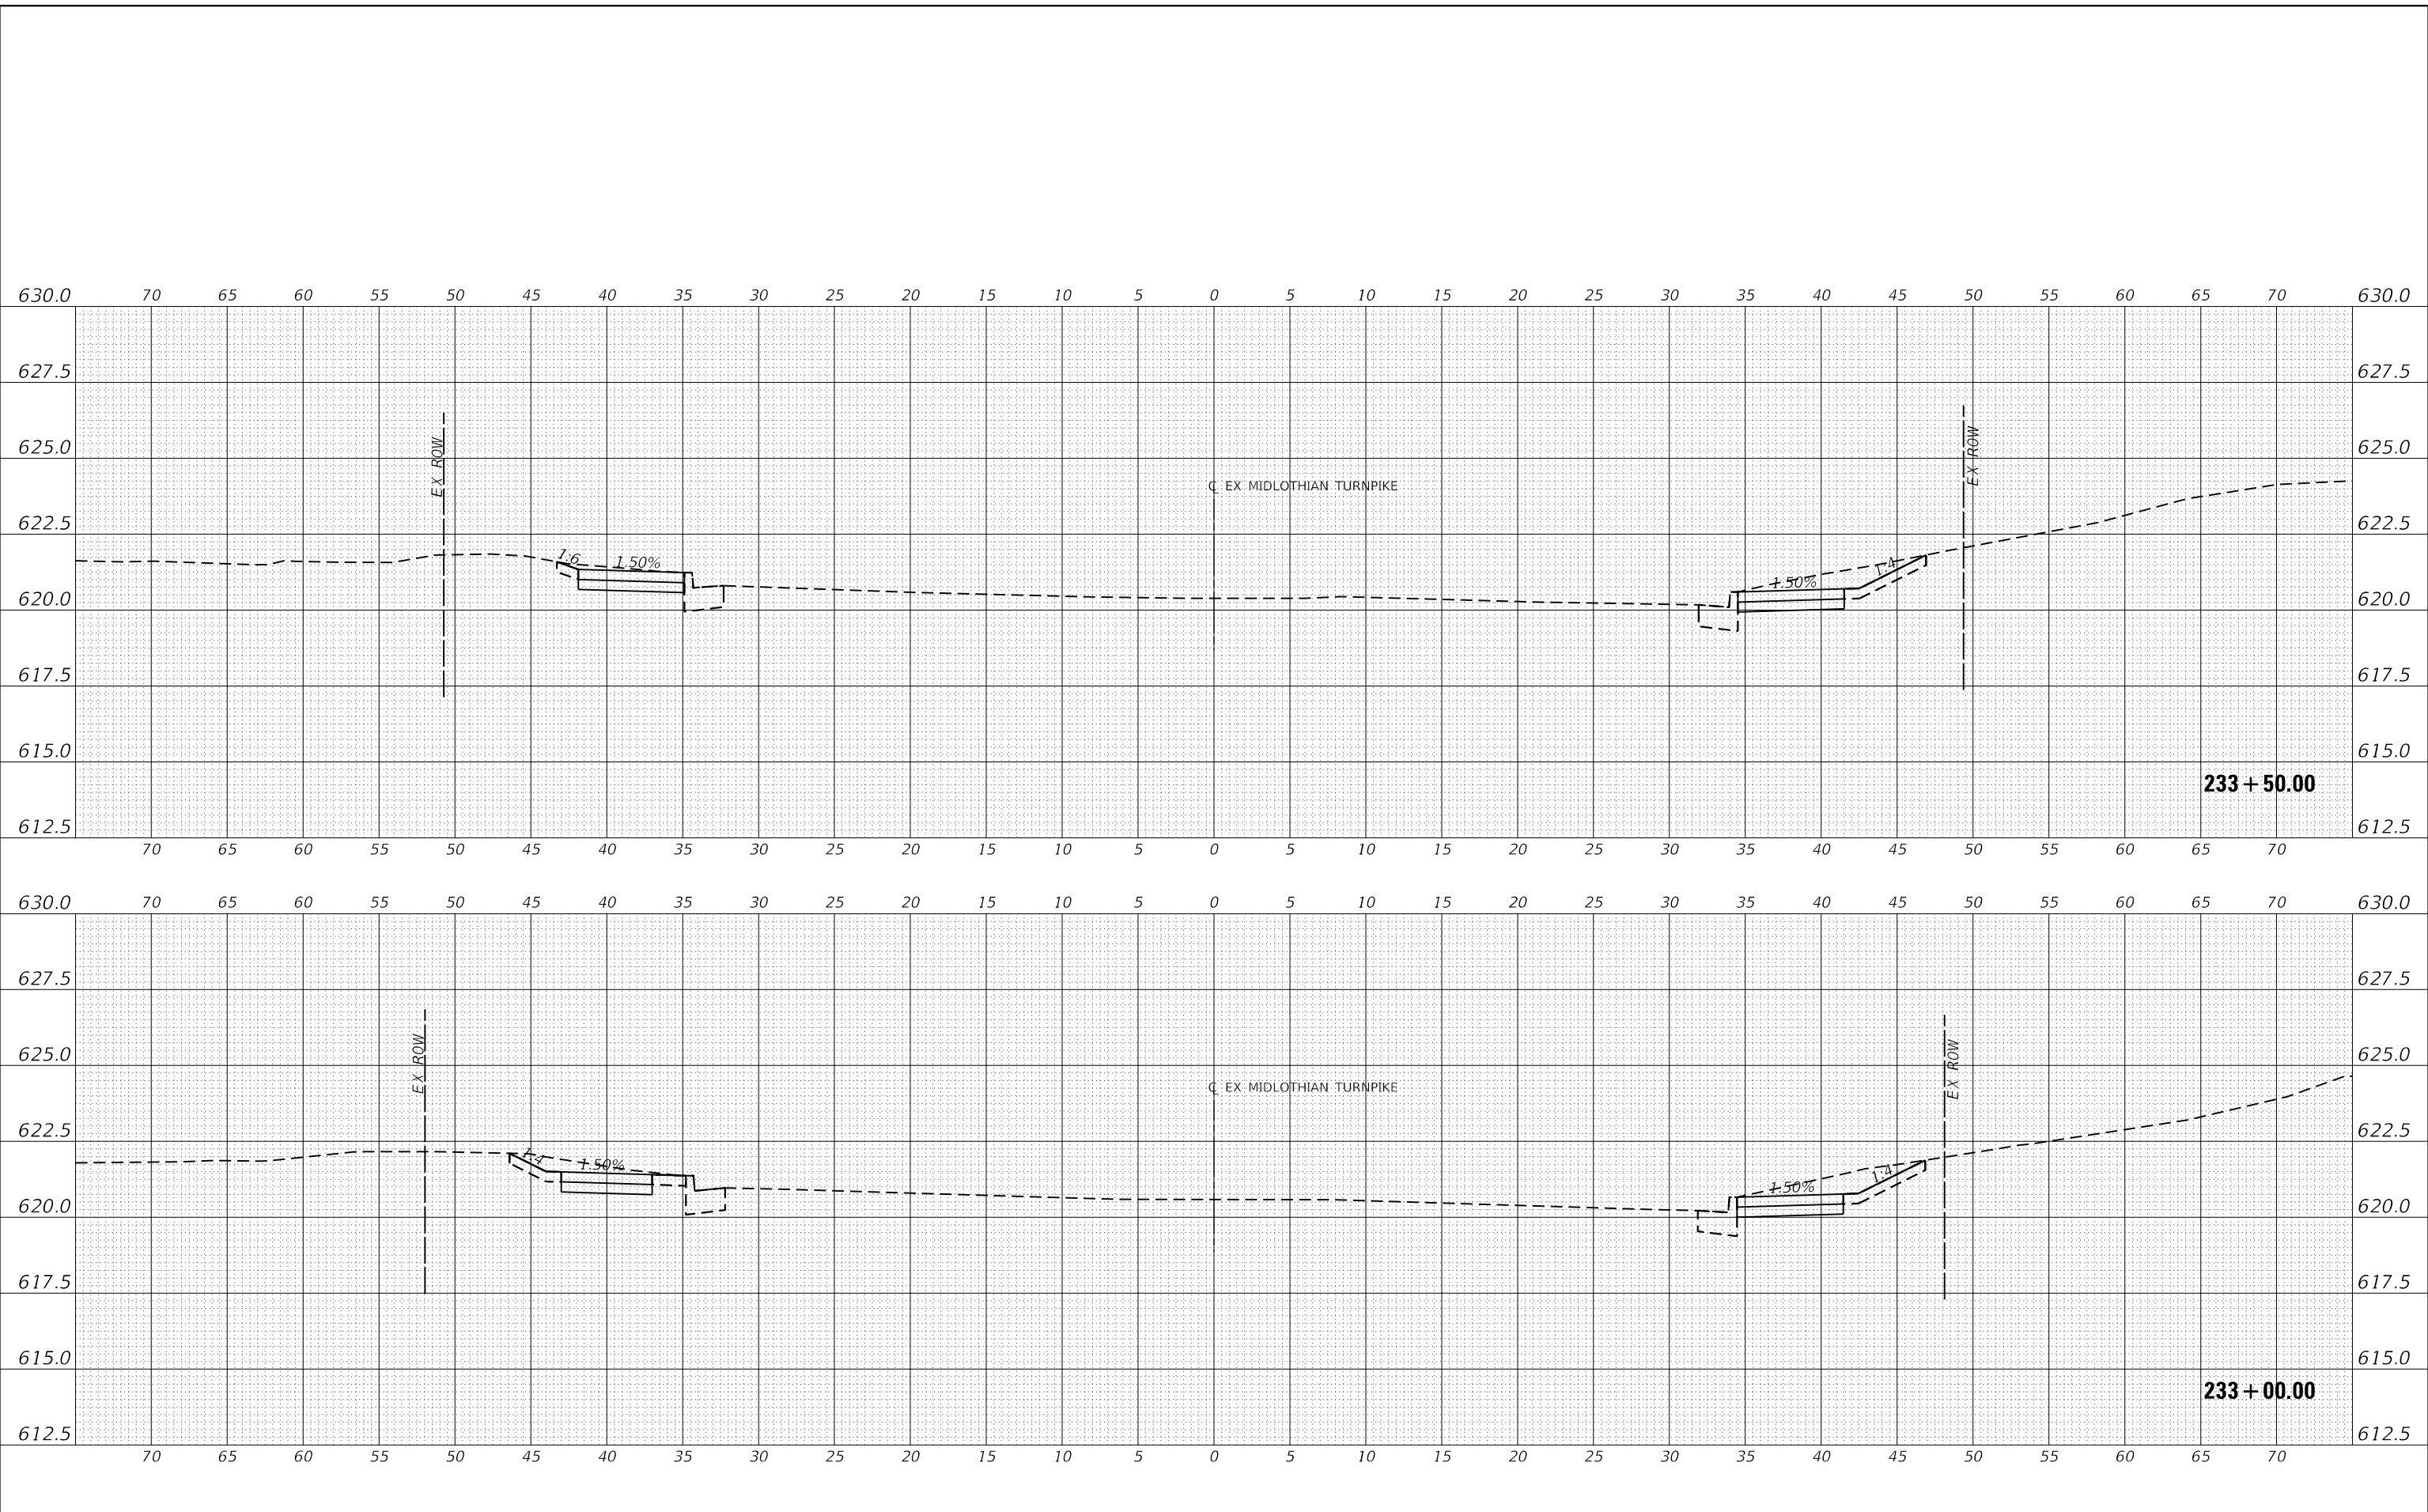 630.0 70 65 60 55 50 45 40 35 30 25 20 15 10 5 0 5 10 15 20 25 30 35 40 45 50 55 60 65 70 630.0
627.5 627.5
625.0 EX ROW EX ROW 625.0
℄ EX MIDLOTHIAN TURNPIKE
622.5 622.5
1:6 1.50% 1.50% 1:4
620.0 620.0
617.5 617.5
615.0 615.0
233+50.00
612.5 612.5
70 65 60 55 50 45 40 35 30 25 20 15 10 5 0 5 10 15 20 25 30 35 40 45 50 55 60 65 70
630.0 70 65 60 55 50 45 40 35 30 25 20 15 10 5 0 5 10 15 20 25 30 35 40 45 50 55 60 65 70 630.0
627.5 627.5
625.0 EX ROW EX ROW 625.0
℄ EX MIDLOTHIAN TURNPIKE
622.5 622.5
1:4 1.50% 1.50% 1:4
620.0 620.0
617.5 617.5
615.0 615.0
233+00.00
612.5 612.5
70 65 60 55 50 45 40 35 30 25 20 15 10 5 0 5 10 15 20 25 30 35 40 45 50 55 60 65 70